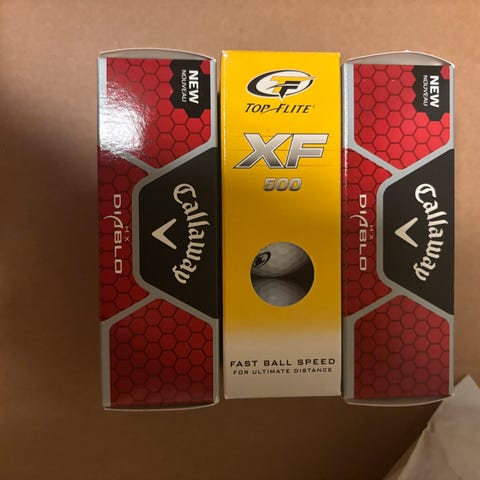 NEW
NOUVEAU
Callaway
HX
DIABLO
TF
TOP FLITE
XF
500
FAST BALL SPEED
FOR ULTIMATE DISTANCE
NEW
NOUVEAU
Callaway
HX
DIABLO